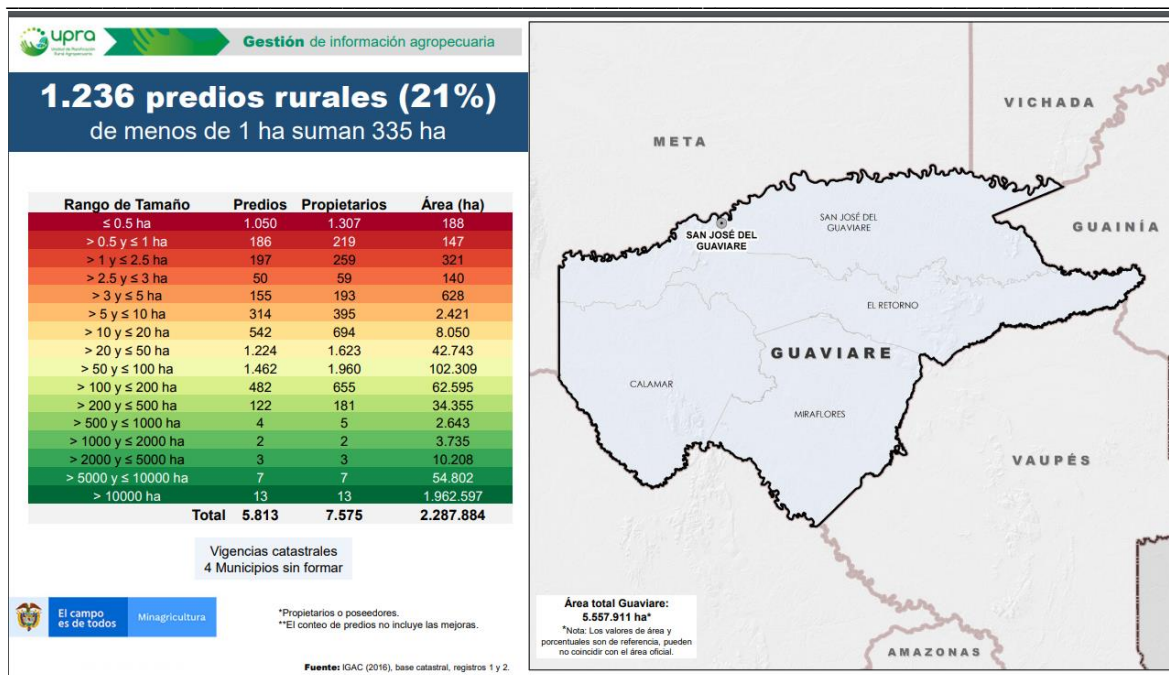 upra
Unidad de Planificación
Rural Agropecuaria
Gestión de información agropecuaria
1.236 predios rurales (21%)
de menos de 1 ha suman 335 ha
Rango de Tamaño Predios Propietarios Área (ha)
≤ 0.5 ha 1.050 1.307 188
> 0.5 y ≤ 1 ha 186 219 147
> 1 y ≤ 2.5 ha 197 259 321
> 2.5 y ≤ 3 ha 50 59 140
> 3 y ≤ 5 ha 155 193 628
> 5 y ≤ 10 ha 314 395 2.421
> 10 y ≤ 20 ha 542 694 8.050
> 20 y ≤ 50 ha 1.224 1.623 42.743
> 50 y ≤ 100 ha 1.462 1.960 102.309
> 100 y ≤ 200 ha 482 655 62.595
> 200 y ≤ 500 ha 122 181 34.355
> 500 y ≤ 1000 ha 4 5 2.643
> 1000 y ≤ 2000 ha 2 2 3.735
> 2000 y ≤ 5000 ha 3 3 10.208
> 5000 y ≤ 10000 ha 7 7 54.802
> 10000 ha 13 13 1.962.597
Total 5.813 7.575 2.287.884
Vigencias catastrales
4 Municipios sin formar
El campo
es de todos
Minagricultura
*Propietarios o poseedores.
**El conteo de predios no incluye las mejoras.
Fuente: IGAC (2016), base catastral, registros 1 y 2.
VICHADA
META
SAN JOSÉ DEL
GUAVIARE
SAN JOSÉ DEL
GUAVIARE
GUAINÍA
EL RETORNO
GUAVIARE
CALAMAR
MIRAFLORES
VAUPÉS
Área total Guaviare:
5.557.911 ha*
*Nota: Los valores de área y
porcentuales son de referencia, pueden
no coincidir con el área oficial.
AMAZONAS